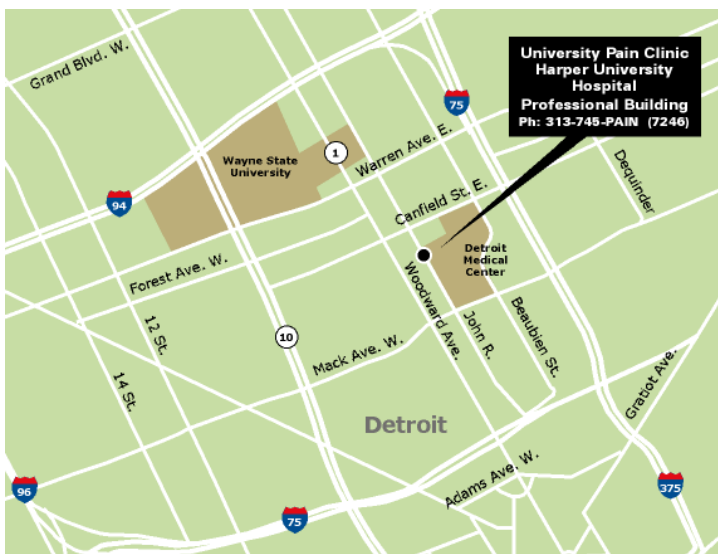 Grand Blvd. W.
75
University Pain Clinic
Harper University
Hospital
Professional Building
Ph: 313-745-PAIN (7246)
Wayne State
University
1
Warren Ave. E.
Dequinder
94
Canfield St. E.
Forest Ave. W.
Detroit
Medical
Center
Woodward Ave.
John R.
Beaubien St.
12 St.
14 St.
10
Mack Ave. W.
Gratiot Ave.
Detroit
Adams Ave. W.
96
75
375